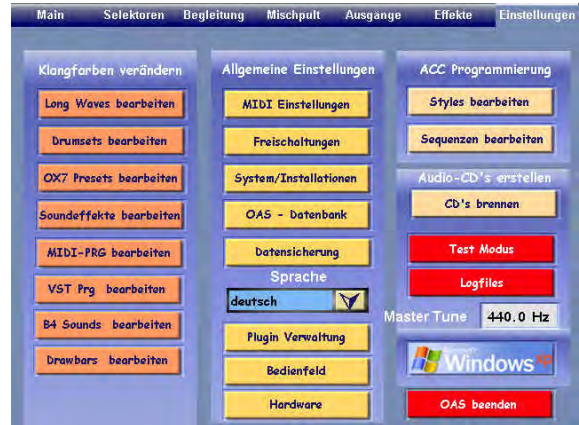 Main Selektoren Begleitung Mischpult Ausgänge Effekte Einstellungen
Klangfarben verändern
Long Waves bearbeiten
Drumsets bearbeiten
OX7 Presets bearbeiten
Soundeffekte bearbeiten
MIDI-PRG bearbeiten
VST Prg bearbeiten
B4 Sounds bearbeiten
Drawbars bearbeiten
Allgemeine Einstellungen
MIDI Einstellungen
Freischaltungen
System/Installationen
OAS - Datenbank
Datensicherung
Sprache
deutsch
Plugin Verwaltung
Bedienfeld
Hardware
ACC Programmierung
Styles bearbeiten
Sequenzen bearbeiten
Audio-CD's erstellen
CD's brennen
Test Modus
Logfiles
Master Tune 440.0 Hz
Microsoft
Windows xp
OAS beenden